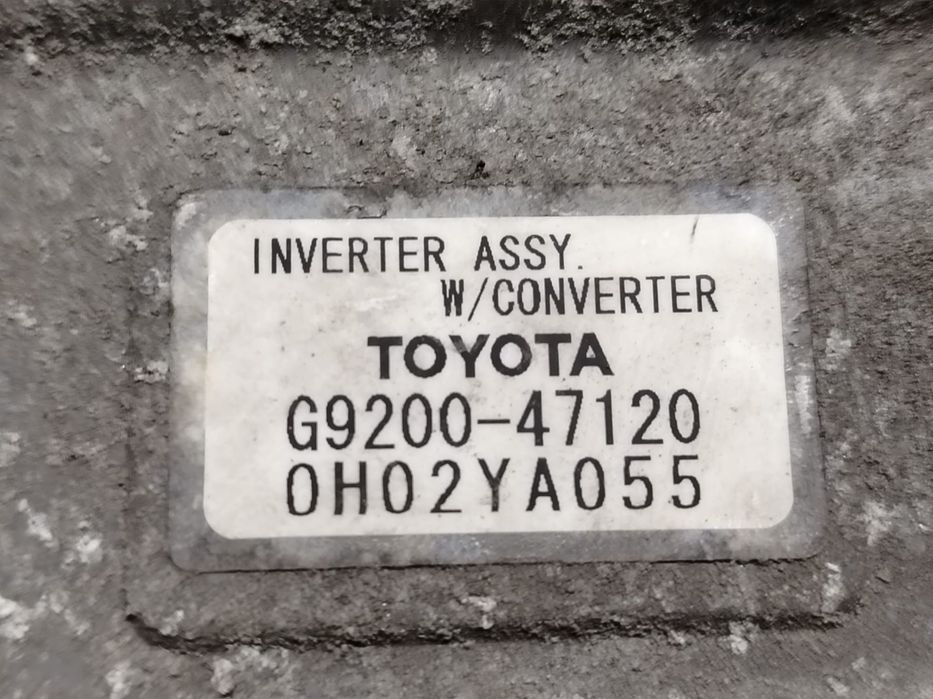 INVERTER ASSY.
W/CONVERTER
TOYOTA
G9200-47120
0H02YA055